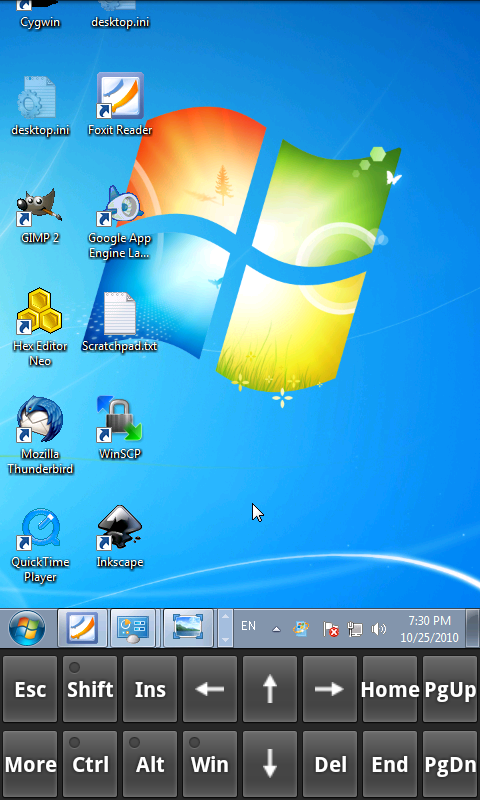 Cygwin desktop.ini
desktop.ini Foxit Reader
GIMP 2 Google App
Engine La...
Hex Editor
Neo
Scratchpad.txt
Mozilla
Thunderbird
WinSCP
QuickTime
Player
Inkscape
EN
7:30 PM
10/25/2010
Esc Shift Ins Home PgUp
More Ctrl Alt Win Del End PgDn